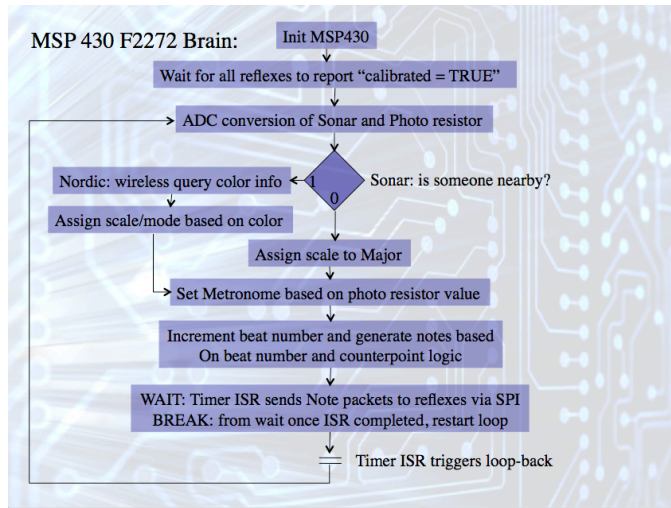 MSP 430 F2272 Brain:
Init MSP430
Wait for all reflexes to report “calibrated = TRUE”
ADC conversion of Sonar and Photo resistor
Nordic: wireless query color info
1
0
Sonar: is someone nearby?
Assign scale/mode based on color
Assign scale to Major
Set Metronome based on photo resistor value
Increment beat number and generate notes based
On beat number and counterpoint logic
WAIT: Timer ISR sends Note packets to reflexes via SPI
BREAK: from wait once ISR completed, restart loop
Timer ISR triggers loop-back